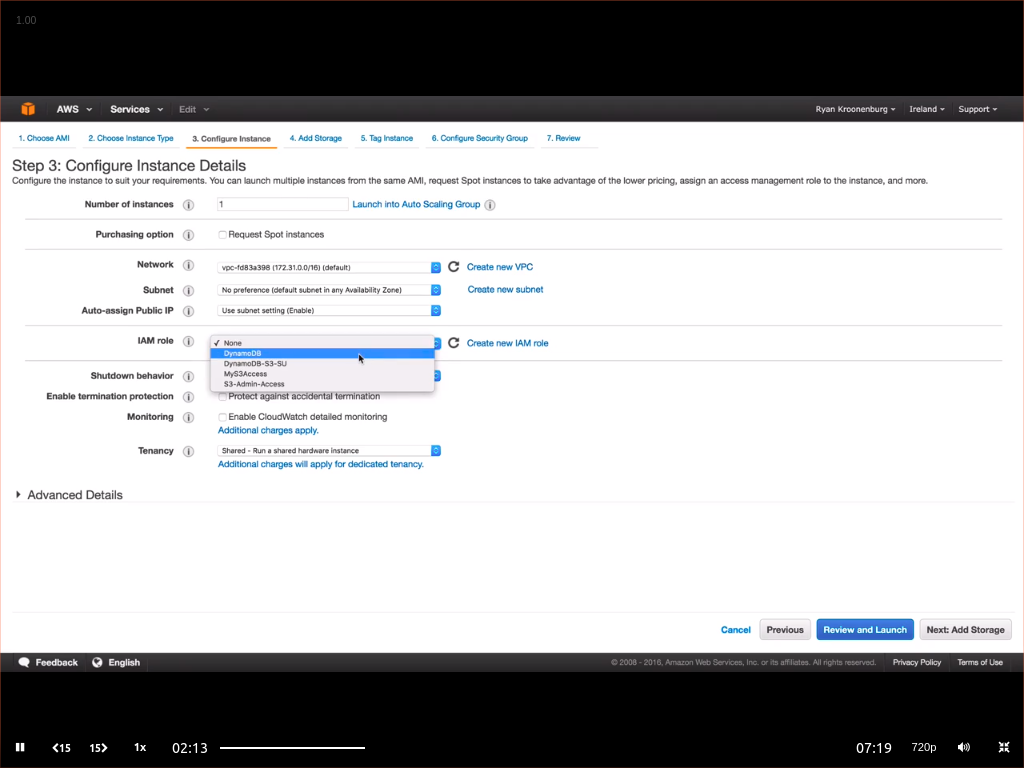 1.00
AWS Services Edit Ryan Kroonenburg Ireland Support
1. Choose AMI 2. Choose Instance Type 3. Configure Instance 4. Add Storage 5. Tag Instance 6. Configure Security Group 7. Review
Step 3: Configure Instance Details
Configure the instance to suit your requirements. You can launch multiple instances from the same AMI, request Spot instances to take advantage of the lower pricing, assign an access management role to the instance, and more.
Number of instances 1 Launch into Auto Scaling Group
Purchasing option Request Spot instances
Network vpc-fd83a398 (172.31.0.0/16) (default) Create new VPC
Subnet No preference (default subnet in any Availability Zone) Create new subnet
Auto-assign Public IP Use subnet setting (Enable)
IAM role ✓ None Create new IAM role
DynamoDB
DynamoDB-S3-SU
MyS3Access
S3-Admin-Access
Shutdown behavior
Enable termination protection Protect against accidental termination
Monitoring Enable CloudWatch detailed monitoring
Additional charges apply.
Tenancy Shared - Run a shared hardware instance
Additional charges will apply for dedicated tenancy.
Advanced Details
Cancel Previous Review and Launch Next: Add Storage
Feedback English © 2008 - 2016, Amazon Web Services, Inc. or its affiliates. All rights reserved. Privacy Policy Terms of Use
15 15 1x 02:13 07:19 720p